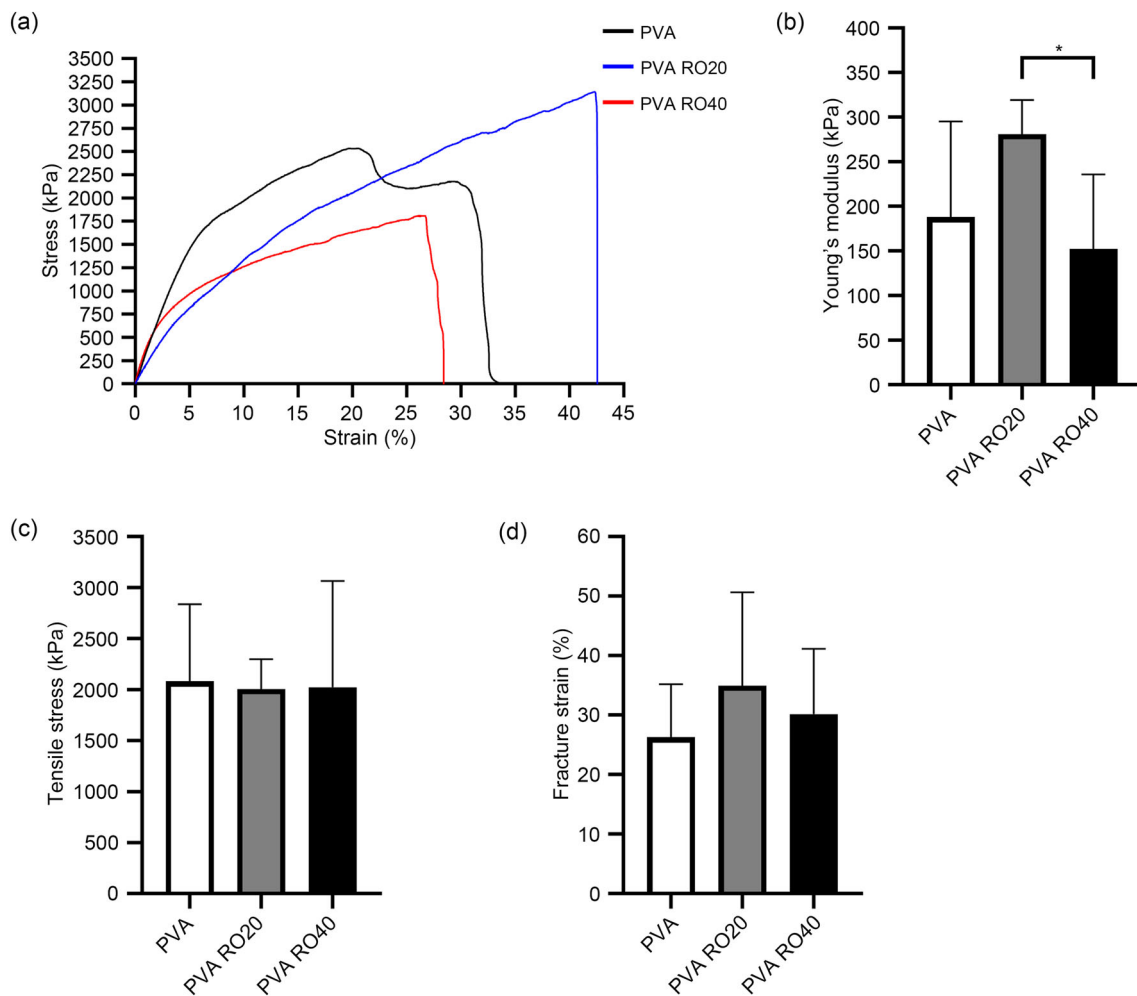 (a)
PVA
PVA RO20
PVA RO40
3500
3250
3000
2750
2500
2250
2000
1750
1500
1250
1000
750
500
250
0
Stress (kPa)
0 5 10 15 20 25 30 35 40 45
Strain (%)
(b)
400
350
300
250
200
150
100
50
0
Young’s modulus (kPa)
*
PVA
PVA RO20
PVA RO40
(c)
3500
3000
2500
2000
1500
1000
500
0
Tensile stress (kPa)
PVA
PVA RO20
PVA RO40
(d)
60
50
40
30
20
10
0
Fracture strain (%)
PVA
PVA RO20
PVA RO40